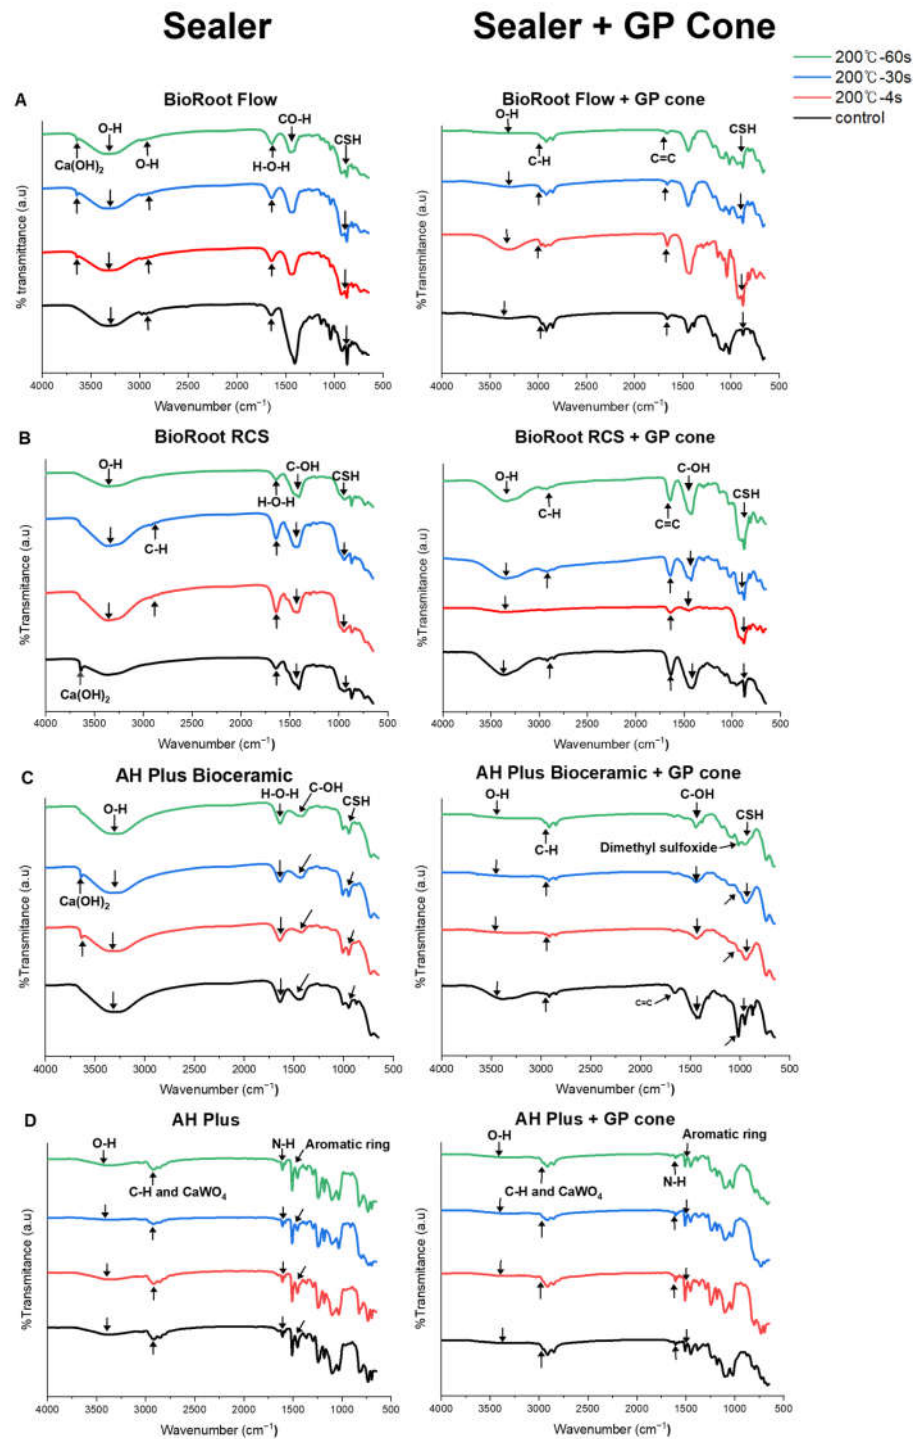 Sealer
Sealer + GP Cone
200℃-60s
200℃-30s
200℃-4s
control
A
BioRoot Flow
O-H
CO-H
CSH
Ca(OH)₂
O-H
H-O-H
% transmittance (a.u)
4000 3500 3000 2500 2000 1500 1000 500
Wavenumber (cm⁻¹)
BioRoot Flow + GP cone
O-H
CSH
C-H
C=C
%Transmitance (a.u)
4000 3500 3000 2500 2000 1500 1000 500
Wavenumber (cm⁻¹)
B
BioRoot RCS
O-H
C-OH
CSH
H-O-H
C-H
Ca(OH)₂
%Transmitance (a.u)
4000 3500 3000 2500 2000 1500 1000 500
Wavenumber (cm⁻¹)
BioRoot RCS + GP cone
O-H
C-OH
CSH
C-H
C=C
%Transmitance (a.u)
4000 3500 3000 2500 2000 1500 1000 500
Wavenumber (cm⁻¹)
C
AH Plus Bioceramic
O-H
H-O-H
C-OH
CSH
Ca(OH)₂
%Transmitance (a.u)
4000 3500 3000 2500 2000 1500 1000 500
Wavenumber (cm⁻¹)
AH Plus Bioceramic + GP cone
O-H
C-OH
CSH
C-H
Dimethyl sulfoxide
C=C
%Transmitance (a.u)
4000 3500 3000 2500 2000 1500 1000 500
Wavenumber (cm⁻¹)
D
AH Plus
O-H
N-H
Aromatic ring
C-H and CaWO₄
%Transmitance (a.u)
4000 3500 3000 2500 2000 1500 1000 500
Wavenumber (cm⁻¹)
AH Plus + GP cone
O-H
Aromatic ring
C-H and CaWO₄
N-H
%Transmitance (a.u)
4000 3500 3000 2500 2000 1500 1000 500
Wavenumber (cm⁻¹)